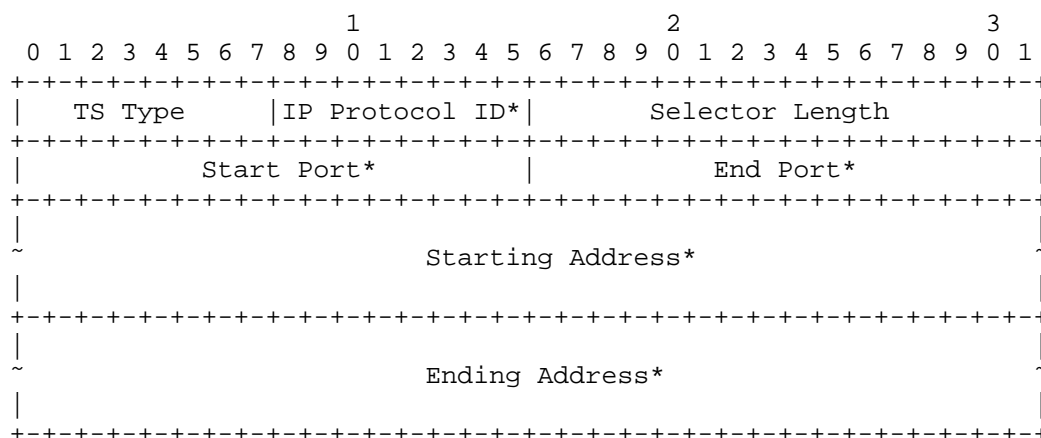 1                   2                   3
 0 1 2 3 4 5 6 7 8 9 0 1 2 3 4 5 6 7 8 9 0 1 2 3 4 5 6 7 8 9 0 1
+-+-+-+-+-+-+-+-+-+-+-+-+-+-+-+-+-+-+-+-+-+-+-+-+-+-+-+-+-+-+-+-+
|   TS Type     |IP Protocol ID*|       Selector Length         |
+-+-+-+-+-+-+-+-+-+-+-+-+-+-+-+-+-+-+-+-+-+-+-+-+-+-+-+-+-+-+-+-+
|           Start Port*         |           End Port*           |
+-+-+-+-+-+-+-+-+-+-+-+-+-+-+-+-+-+-+-+-+-+-+-+-+-+-+-+-+-+-+-+-+
|                                                               |
~                         Starting Address*                     ~
|                                                               |
+-+-+-+-+-+-+-+-+-+-+-+-+-+-+-+-+-+-+-+-+-+-+-+-+-+-+-+-+-+-+-+-+
|                                                               |
~                         Ending Address*                       ~
|                                                               |
+-+-+-+-+-+-+-+-+-+-+-+-+-+-+-+-+-+-+-+-+-+-+-+-+-+-+-+-+-+-+-+-+